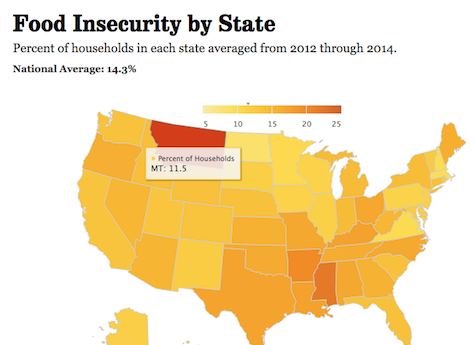 Food Insecurity by State
Percent of households in each state averaged from 2012 through 2014.
National Average: 14.3%
5 10 15 20 25
Percent of Households
MT: 11.5